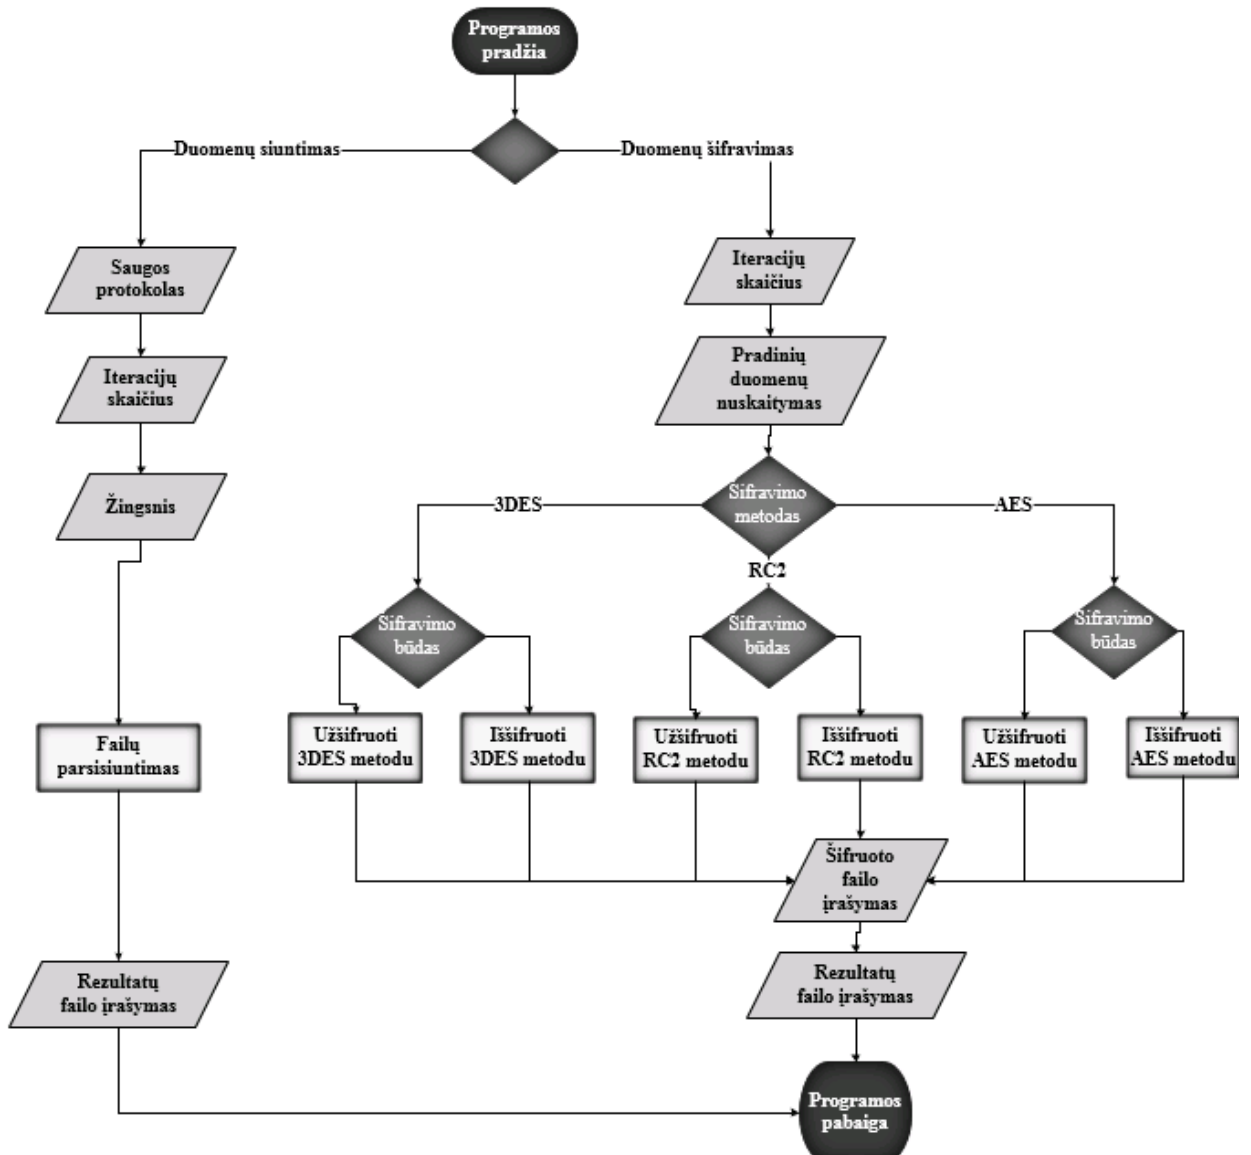 Programos
pradžia
Duomenų siuntimas
Duomenų šifravimas
Saugos
protokolas
Iteracijų
skaičius
Žingsnis
Failų
parsisiuntimas
Rezultatų
failo įrašymas
Iteracijų
skaičius
Pradinių
duomenų
nuskaitymas
Šifravimo
metodas
3DES
RC2
AES
Šifravimo
būdas
Šifravimo
būdas
Šifravimo
būdas
Užšifruoti
3DES metodu
Iššifruoti
3DES metodu
Užšifruoti
RC2 metodu
Iššifruoti
RC2 metodu
Užšifruoti
AES metodu
Iššifruoti
AES metodu
Šifruoto
failo
įrašymas
Rezultatų
failo įrašymas
Programos
pabaiga